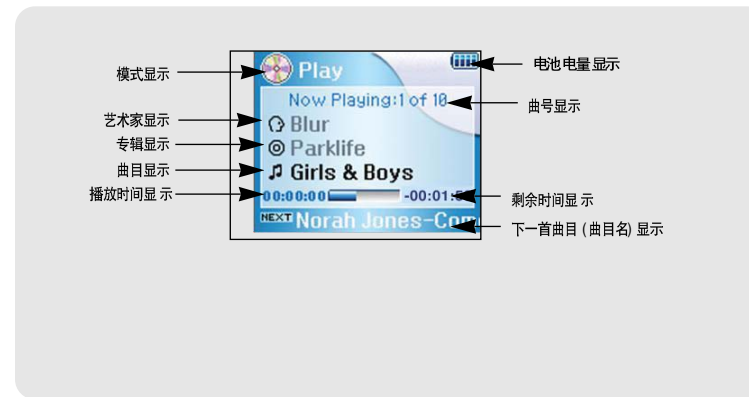 模式显示
艺术家显示
专辑显示
曲目显示
播放时间显示
Play
Now Playing:1 of 10
Blur
Parklife
Girls & Boys
00:00:00 -00:01:
NEXT Norah Jones-Com
电池电量显示
曲号显示
剩余时间显示
下一首曲目(曲目名)显示